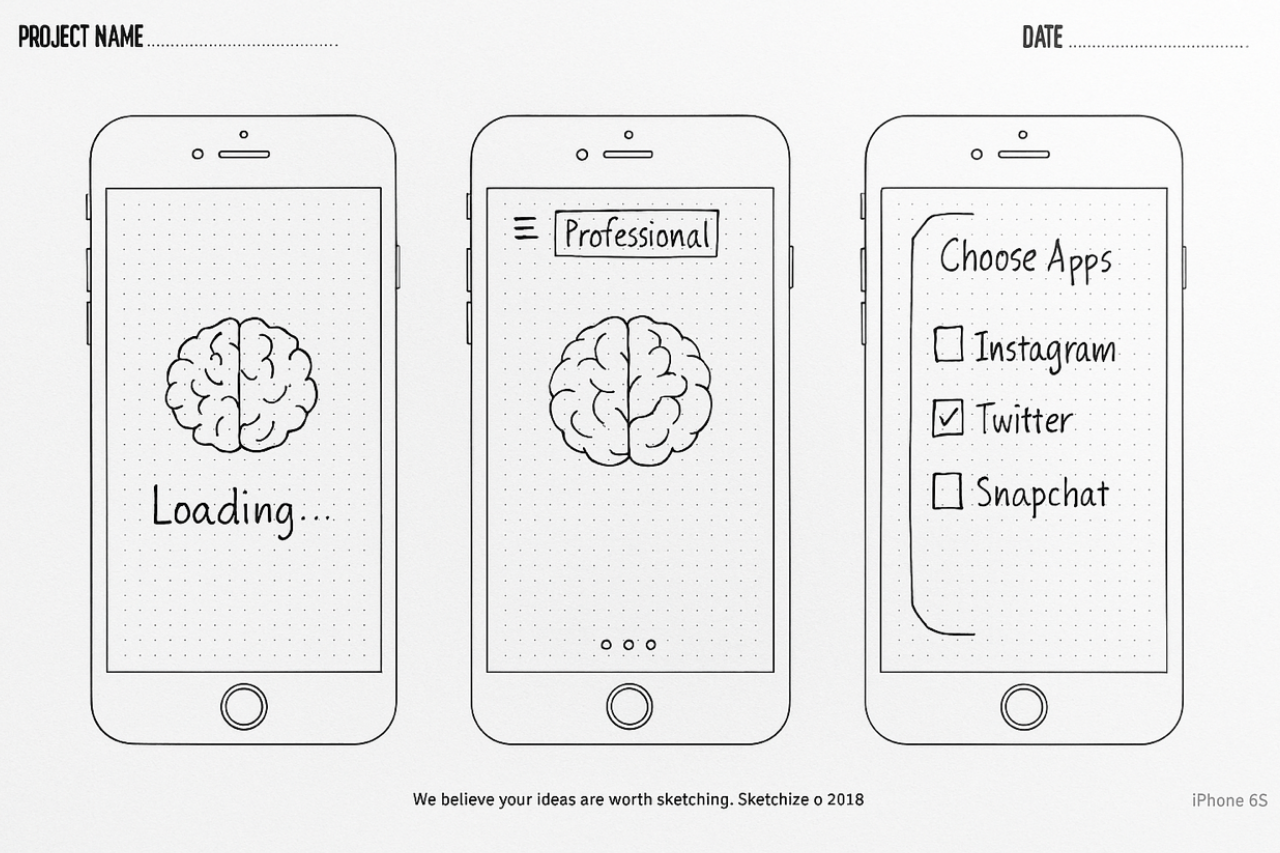 PROJECT NAME
DATE
Loading...
Professional
Choose Apps
Instagram
Twitter
Snapchat
We believe your ideas are worth sketching. Sketchize o 2018
iPhone 6S